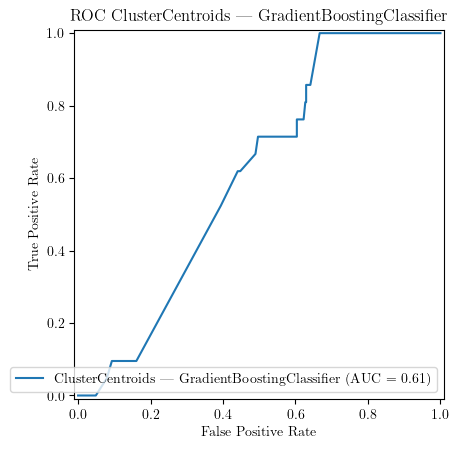 ROC ClusterCentroids — GradientBoostingClassifier
1.0
0.8
0.6
0.4
0.2
0.0
True Positive Rate
ClusterCentroids — GradientBoostingClassifier (AUC = 0.61)
0.0 0.2 0.4 0.6 0.8 1.0
False Positive Rate